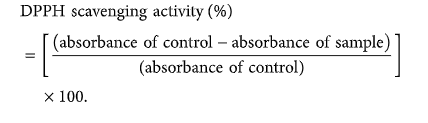 DPPH scavenging activity (%)
= [ (absorbance of control − absorbance of sample)
(absorbance of control) ]
× 100.